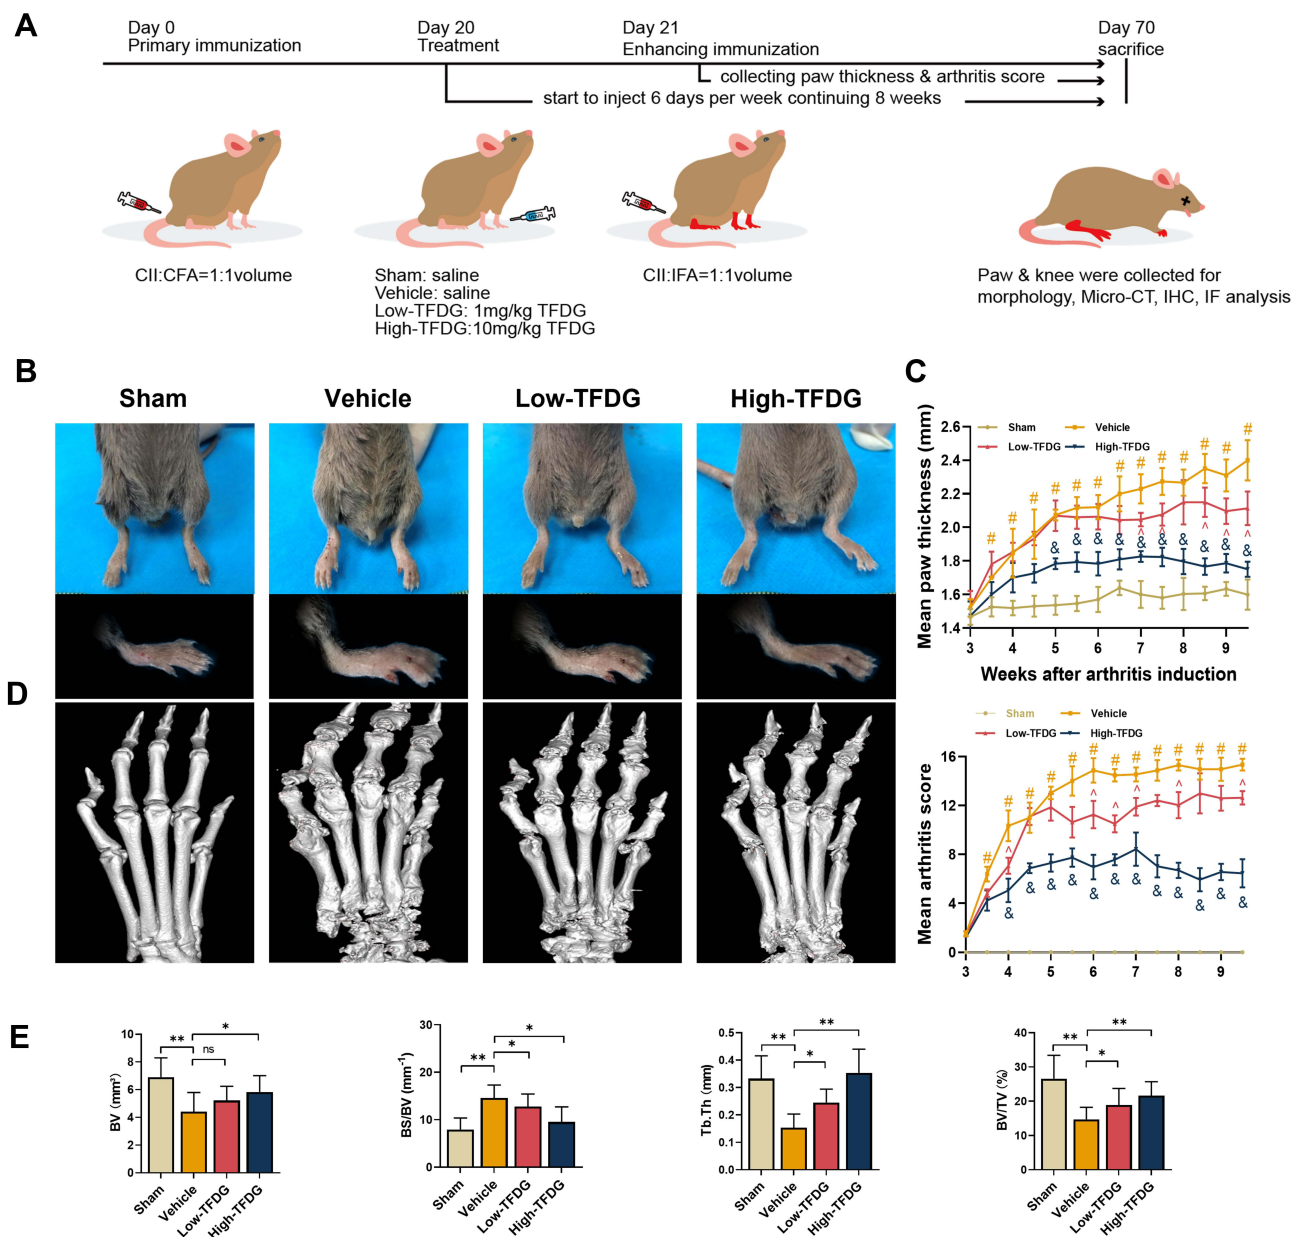 A
Day 0
Primary immunization
Day 20
Treatment
Day 21
Enhancing immunization
Day 70
sacrifice
collecting paw thickness & arthritis score
start to inject 6 days per week continuing 8 weeks
CII:CFA=1:1volume
Sham: saline
Vehicle: saline
Low-TFDG: 1mg/kg TFDG
High-TFDG:10mg/kg TFDG
CII:IFA=1:1volume
Paw & knee were collected for
morphology, Micro-CT, IHC, IF analysis
B
Sham
Vehicle
Low-TFDG
High-TFDG
C
Mean paw thickness (mm)
Sham
Vehicle
Low-TFDG
High-TFDG
2.6
2.4
2.2
2.0
1.8
1.6
1.4
# # # # # # # # # # # # #
^ ^ ^ ^ ^ ^
& & & & & & & & & &
3 4 5 6 7 8 9
Weeks after arthritis induction
D
Mean arthritis score
Sham
Vehicle
Low-TFDG
High-TFDG
16
12
8
4
0
# # # # # # # # # # # # #
^ ^ ^ ^ ^ ^
& & & & & & & & & & & &
3 4 5 6 7 8 9
E
BV (mm³)
10
8
6
4
2
0
** ns *
Sham
Vehicle
Low-TFDG
High-TFDG
BS/BV (mm⁻¹)
30
20
10
0
** * *
Sham
Vehicle
Low-TFDG
High-TFDG
Tb.Th (mm)
0.5
0.4
0.3
0.2
0.1
0.0
** * **
Sham
Vehicle
Low-TFDG
High-TFDG
BV/TV (%)
40
30
20
10
0
** * **
Sham
Vehicle
Low-TFDG
High-TFDG